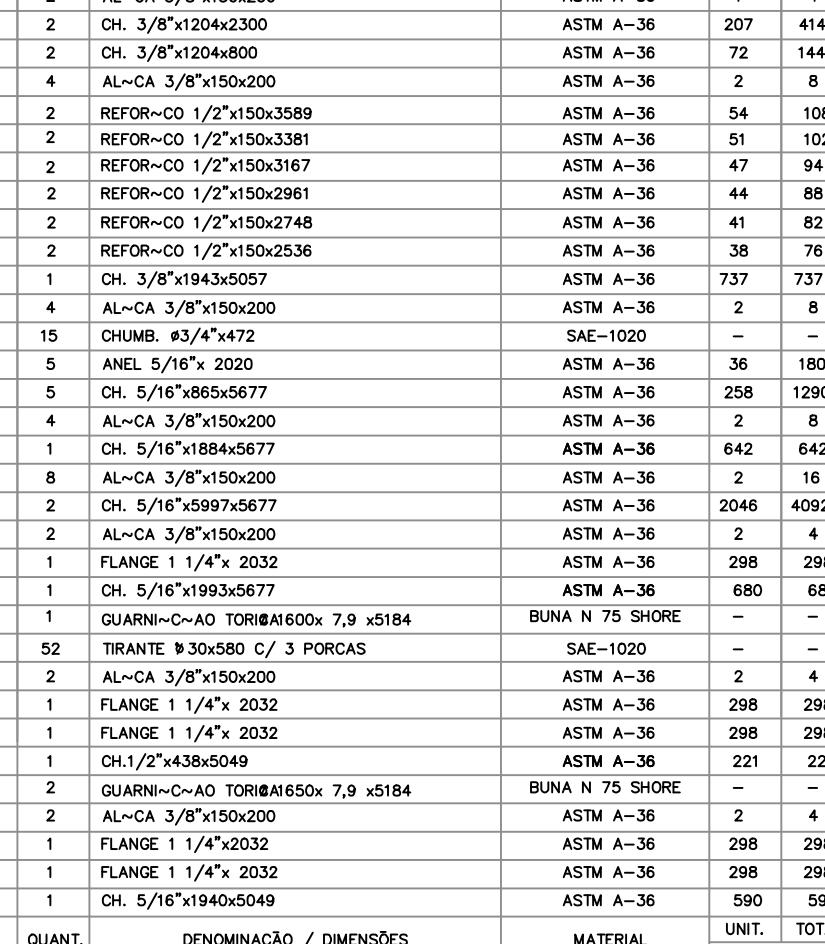 2 CH. 3/8"x1204x2300 ASTM A-36 207 414
2 CH. 3/8"x1204x800 ASTM A-36 72 144
4 AL~CA 3/8"x150x200 ASTM A-36 2 8
2 REFOR~CO 1/2"x150x3589 ASTM A-36 54 108
2 REFOR~CO 1/2"x150x3381 ASTM A-36 51 102
2 REFOR~CO 1/2"x150x3167 ASTM A-36 47 94
2 REFOR~CO 1/2"x150x2961 ASTM A-36 44 88
2 REFOR~CO 1/2"x150x2748 ASTM A-36 41 82
2 REFOR~CO 1/2"x150x2536 ASTM A-36 38 76
1 CH. 3/8"x1943x5057 ASTM A-36 737 737
4 AL~CA 3/8"x150x200 ASTM A-36 2 8
15 CHUMB. ø3/4"x472 SAE-1020 - -
5 ANEL 5/16"x 2020 ASTM A-36 36 180
5 CH. 5/16"x865x5677 ASTM A-36 258 1290
4 AL~CA 3/8"x150x200 ASTM A-36 2 8
1 CH. 5/16"x1884x5677 ASTM A-36 642 642
8 AL~CA 3/8"x150x200 ASTM A-36 2 16
2 CH. 5/16"x5997x5677 ASTM A-36 2046 4092
2 AL~CA 3/8"x150x200 ASTM A-36 2 4
1 FLANGE 1 1/4"x 2032 ASTM A-36 298 298
1 CH. 5/16"x1993x5677 ASTM A-36 680 68
1 GUARNI~C~AO TORICA1600x 7,9 x5184 BUNA N 75 SHORE - -
52 TIRANTE 30x580 C/ 3 PORCAS SAE-1020 - -
2 AL~CA 3/8"x150x200 ASTM A-36 2 4
1 FLANGE 1 1/4"x 2032 ASTM A-36 298 298
1 FLANGE 1 1/4"x 2032 ASTM A-36 298 298
1 CH.1/2"x438x5049 ASTM A-36 221 22
2 GUARNI~C~AO TORICA1650x 7,9 x5184 BUNA N 75 SHORE - -
2 AL~CA 3/8"x150x200 ASTM A-36 2 4
1 FLANGE 1 1/4"x2032 ASTM A-36 298 298
1 FLANGE 1 1/4"x 2032 ASTM A-36 298 298
1 CH. 5/16"x1940x5049 ASTM A-36 590 59
QUANT. DENOMINAÇÃO / DIMENSÕES MATERIAL UNIT. TOT.